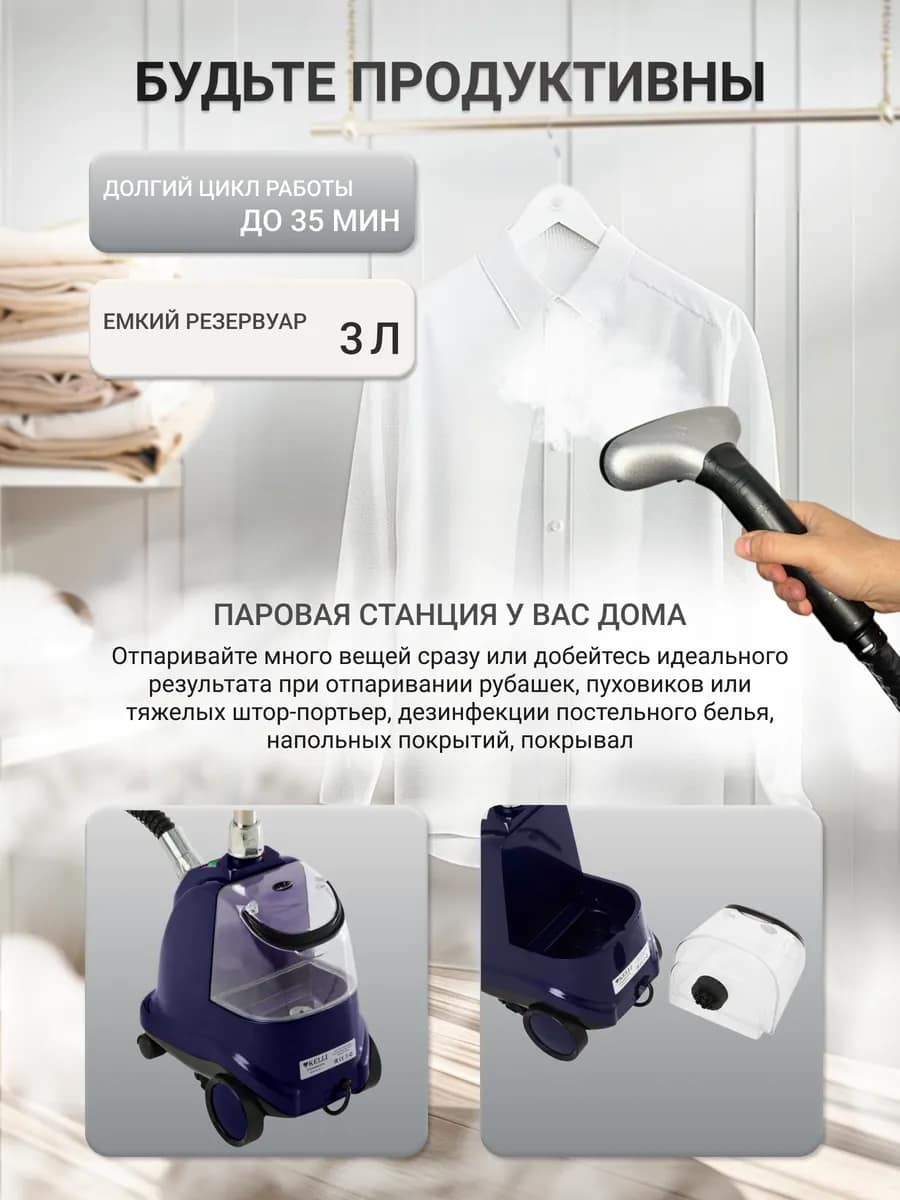 БУДЬТЕ ПРОДУКТИВНЫ
ДОЛГИЙ ЦИКЛ РАБОТЫ
ДО 35 МИН
ЕМКИЙ РЕЗЕРВУАР
3 Л
ПАРОВАЯ СТАНЦИЯ У ВАС ДОМА
Отпаривайте много вещей сразу или добейтесь идеального
результата при отпаривании рубашек, пуховиков или
тяжелых штор-портьер, дезинфекции постельного белья,
напольных покрытий, покрывал
KELLI
KELLI